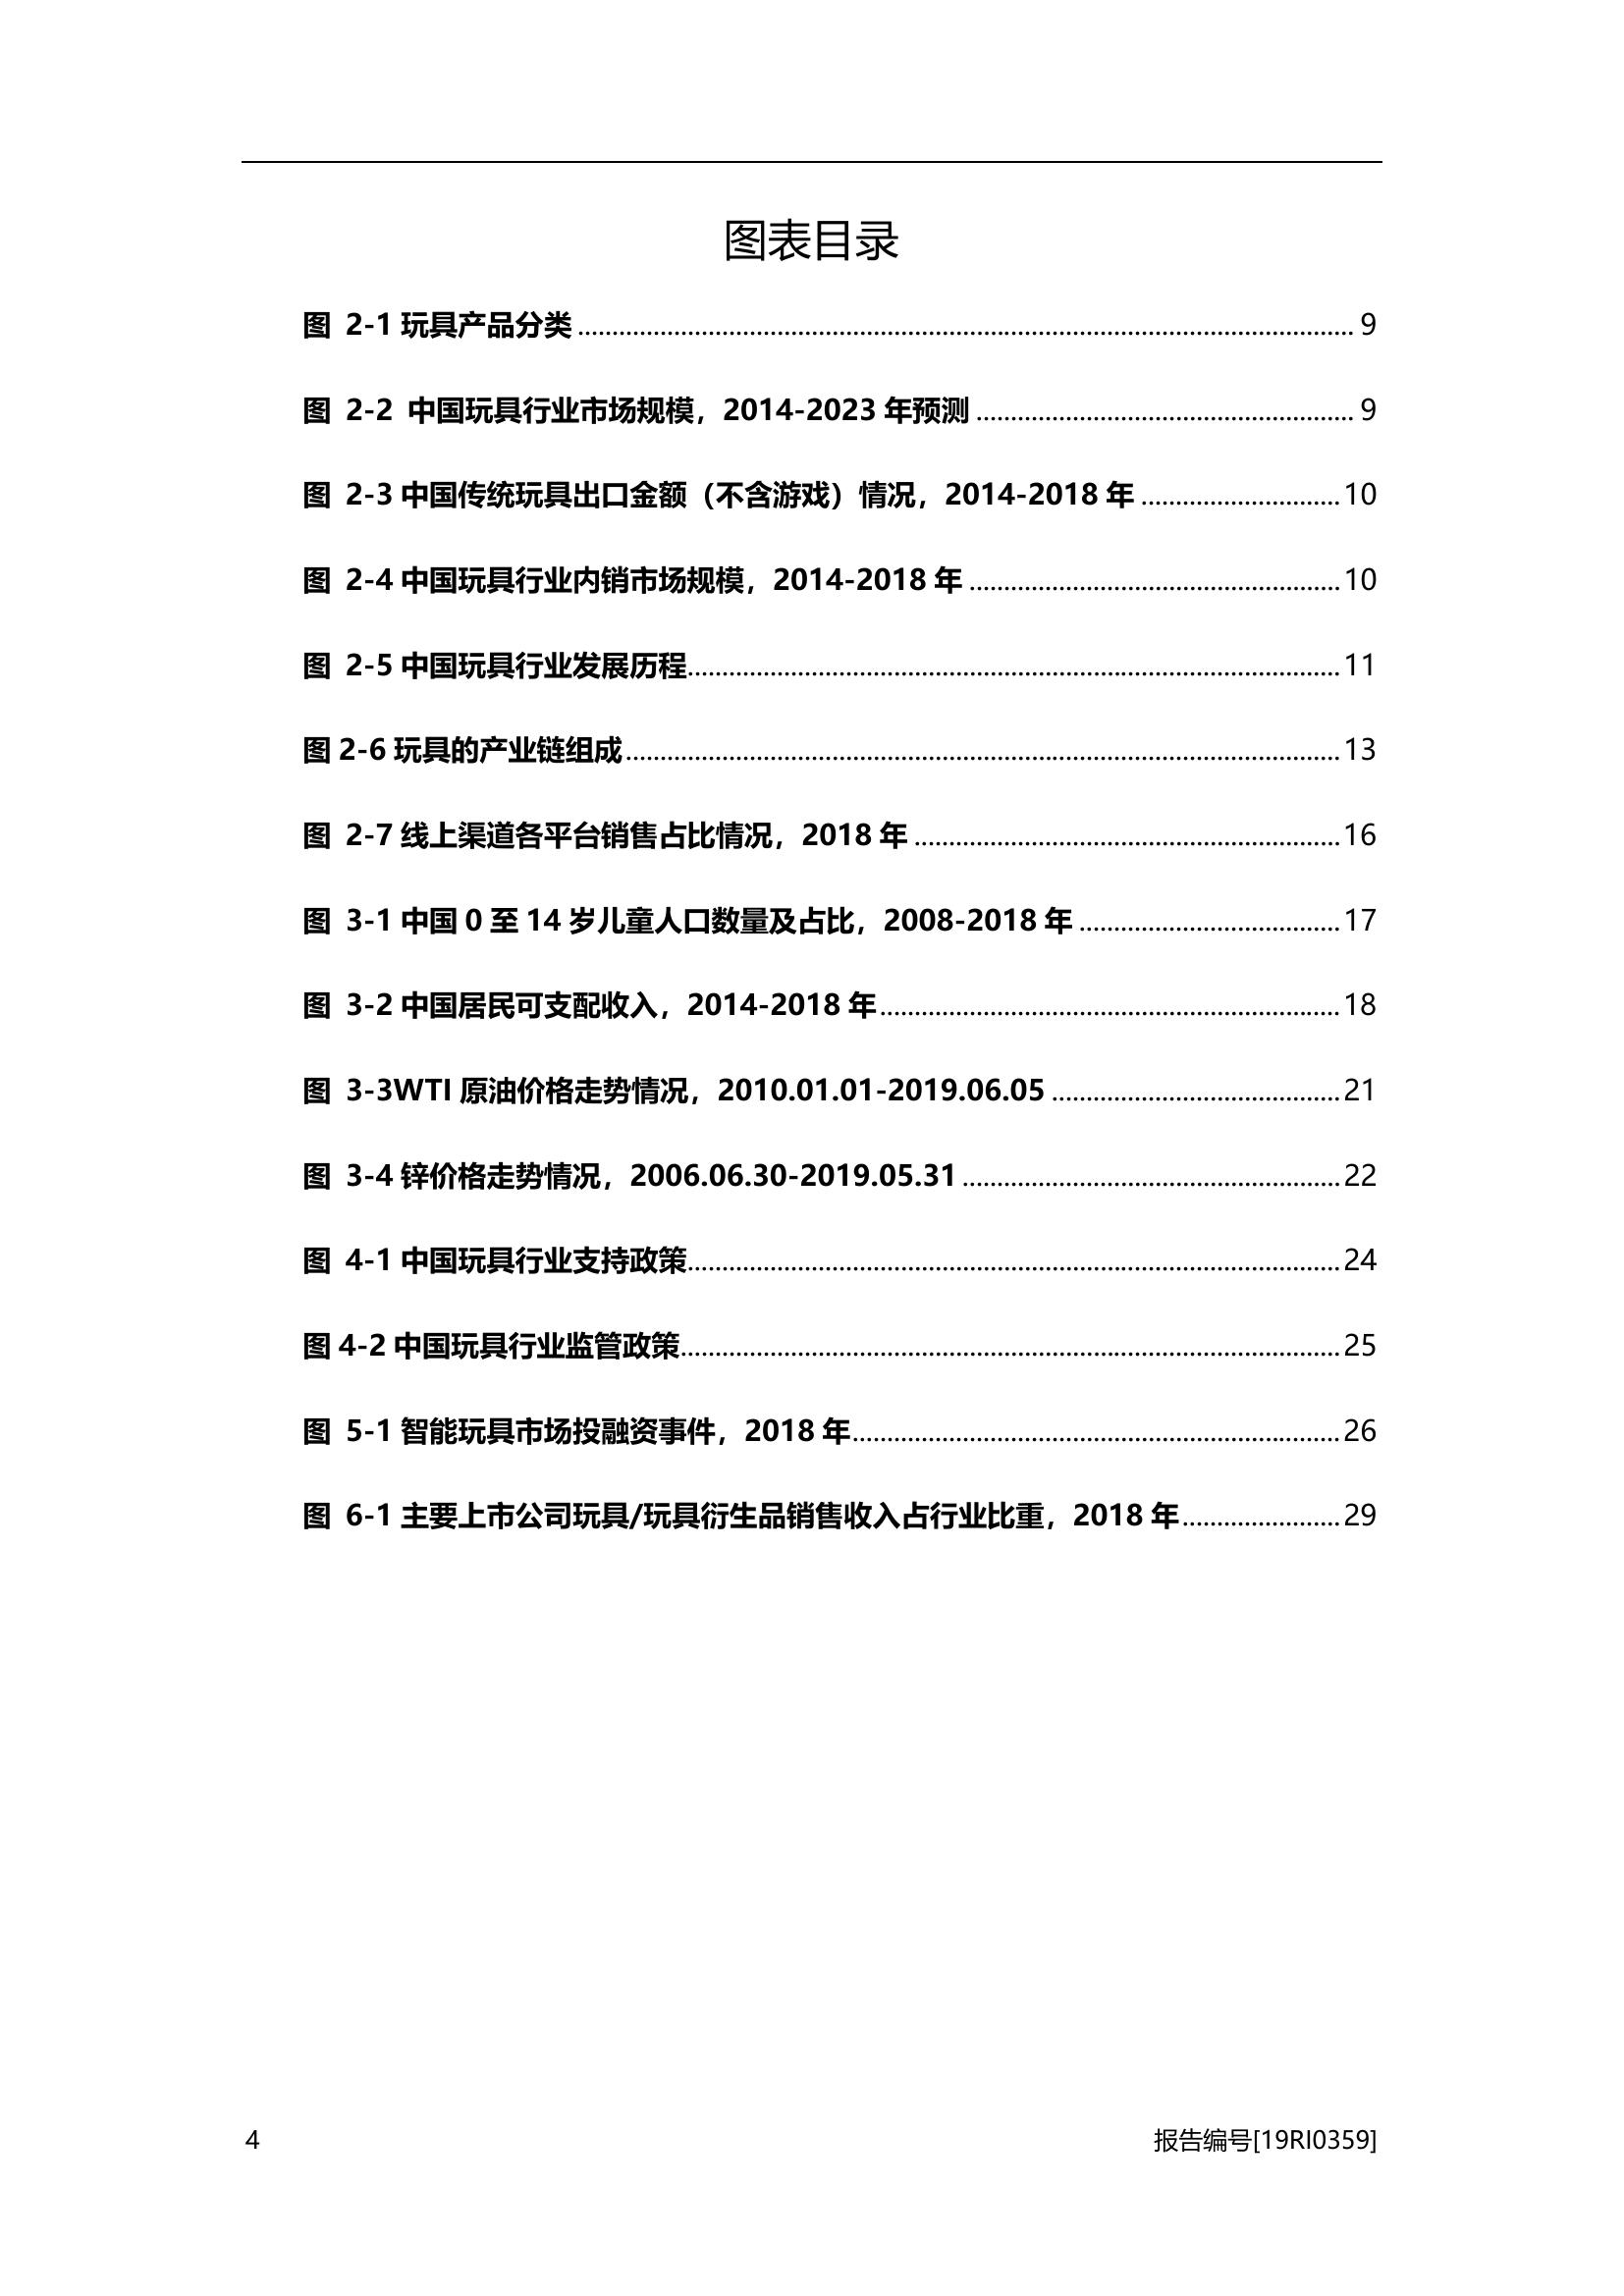 图表目录
图 2-1 玩具产品分类 ........ 9
图 2-2 中国玩具行业市场规模，2014-2023 年预测 ........ 9
图 2-3 中国传统玩具出口金额（不含游戏）情况，2014-2018 年 ........ 10
图 2-4 中国玩具行业内销市场规模，2014-2018 年 ........ 10
图 2-5 中国玩具行业发展历程 ........ 11
图 2-6 玩具的产业链组成 ........ 13
图 2-7 线上渠道各平台销售占比情况，2018 年 ........ 16
图 3-1 中国 0 至 14 岁儿童人口数量及占比，2008-2018 年 ........ 17
图 3-2 中国居民可支配收入，2014-2018 年 ........ 18
图 3-3WTI 原油价格走势情况，2010.01.01-2019.06.05 ........ 21
图 3-4 锌价格走势情况，2006.06.30-2019.05.31 ........ 22
图 4-1 中国玩具行业支持政策 ........ 24
图 4-2 中国玩具行业监管政策 ........ 25
图 5-1 智能玩具市场投融资事件，2018 年 ........ 26
图 6-1 主要上市公司玩具/玩具衍生品销售收入占行业比重，2018 年 ........ 29
4 报告编号[19RI0359]